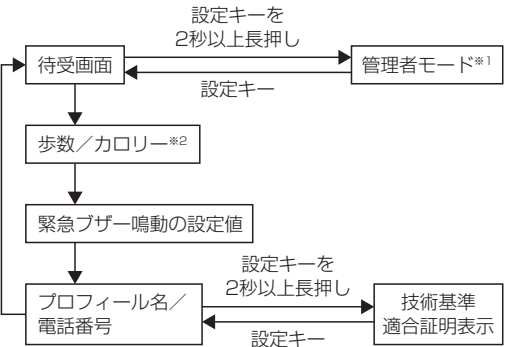 設定キーを
2秒以上長押し
待受画面
管理者モード※1
設定キー
歩数／カロリー※2
緊急ブザー鳴動の設定値
設定キーを
2秒以上長押し
プロフィール名／
電話番号
技術基準
適合証明表示
設定キー